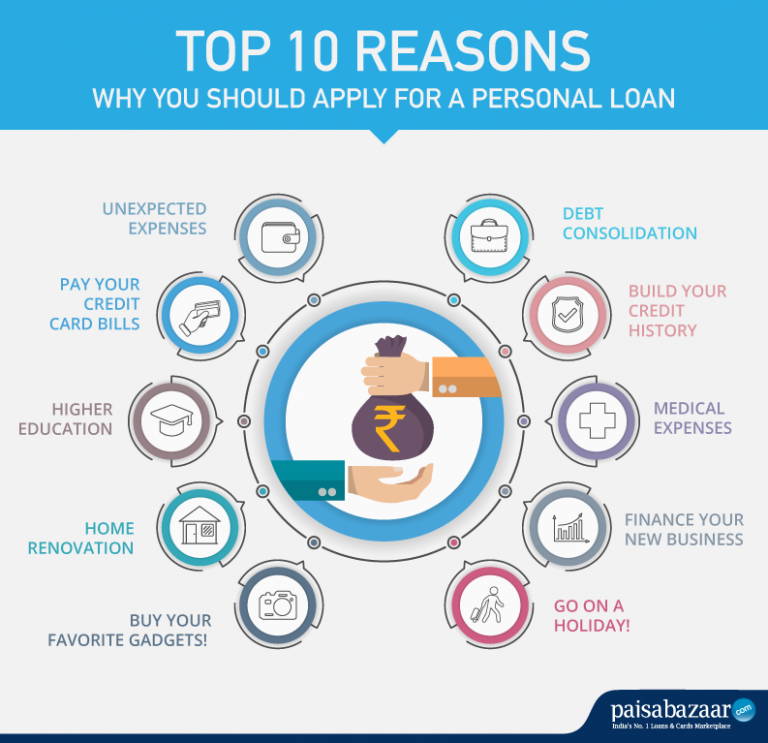 TOP 10 REASONS
WHY YOU SHOULD APPLY FOR A PERSONAL LOAN
UNEXPECTED
EXPENSES
PAY YOUR
CREDIT
CARD BILLS
HIGHER
EDUCATION
HOME
RENOVATION
BUY YOUR
FAVORITE GADGETS!
₹
DEBT
CONSOLIDATION
BUILD YOUR
CREDIT
HISTORY
MEDICAL
EXPENSES
FINANCE YOUR
NEW BUSINESS
GO ON A
HOLIDAY!
paisabazaar.com
India's No. 1 Loans & Cards Marketplace